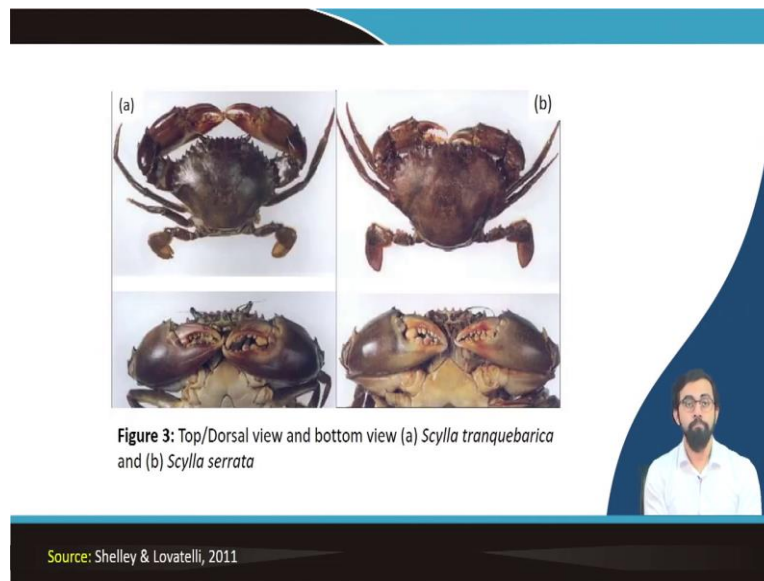 (a)
(b)
Figure 3: Top/Dorsal view and bottom view (a) Scylla tranquebarica
and (b) Scylla serrata
Source: Shelley & Lovatelli, 2011